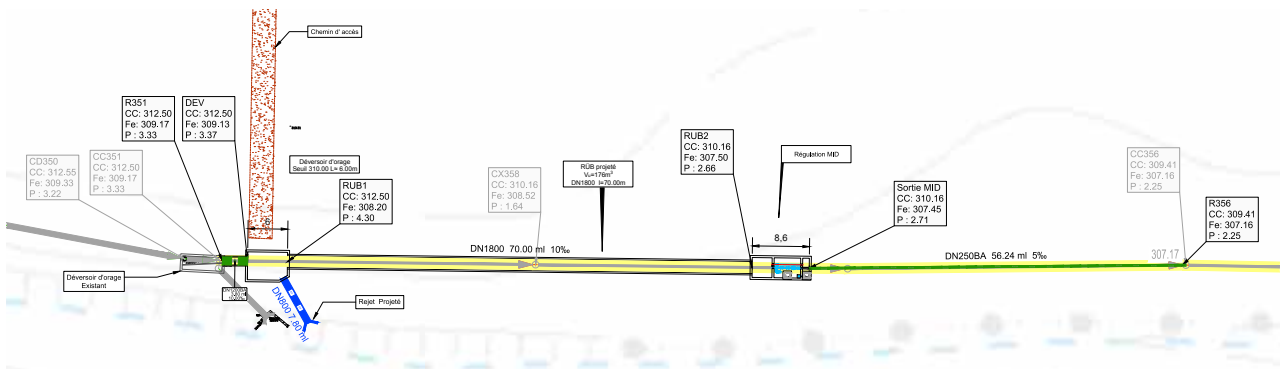 Chemin d' accès
R351
CC: 312.50
Fe: 309.17
P : 3.33
DEV
CC: 312.50
Fe: 309.13
P : 3.37
CD350
CC: 312.55
Fe: 309.33
P : 3.22
CC351
CC: 312.50
Fe: 309.17
P : 3.33
Déversoir d'orage
Seuil 310.00 L= 6.00m
RUB1
CC: 312.50
Fe: 308.20
P : 4.30
CX358
CC: 310.16
Fe: 308.52
P : 1.64
RÜB projeté
DN1800 l=70.00m
RUB2
CC: 310.16
Fe: 307.50
P : 2.66
Régulation MID
Sortie MID
CC: 310.16
Fe: 307.45
P : 2.71
CC356
CC: 309.41
Fe: 307.16
P : 2.25
R356
CC: 309.41
Fe: 307.16
P : 2.25
8,6
DN1800 70.00 ml 10‰
DN250BA 56.24 ml 5‰
307.17
Déversoir d'orage
Existant
DN800 7.80 ml
Rejet Projeté